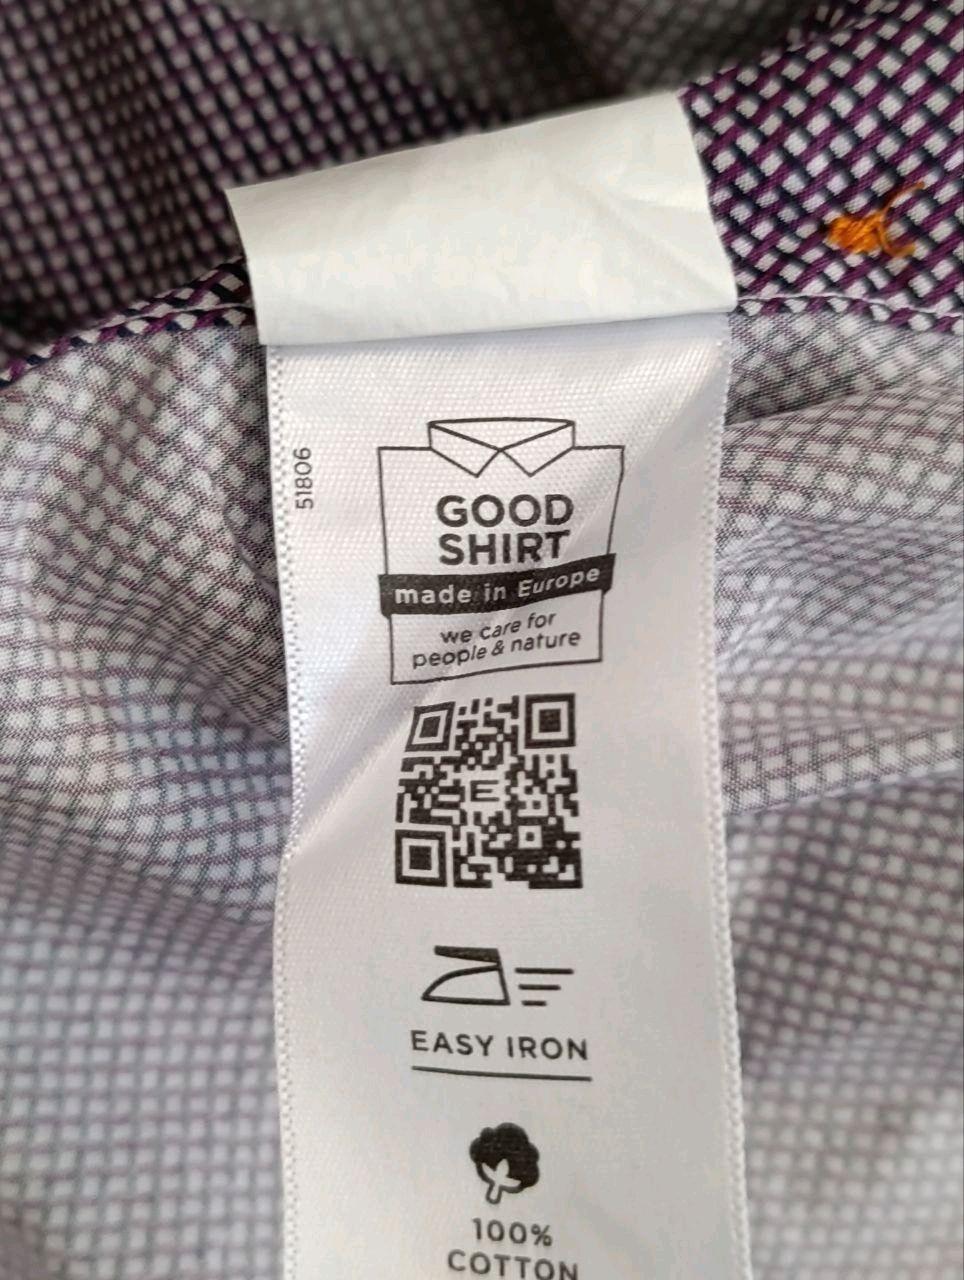 51806
GOOD
SHIRT
made in Europe
we care for
people & nature
E
EASY IRON
100%
COTTON